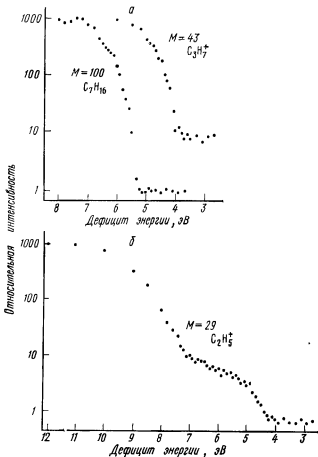 а
1000
100
10
1
M = 43
C₃H₇⁺
M = 100
C₇H₁₆
8 7 6 5 4 3
Дефицит энергии, эВ
Относительная интенсивность
б
1000
100
10
1
M = 29
C₂H₅⁺
12 11 10 9 8 7 6 5 4 3
Дефицит энергии, эВ